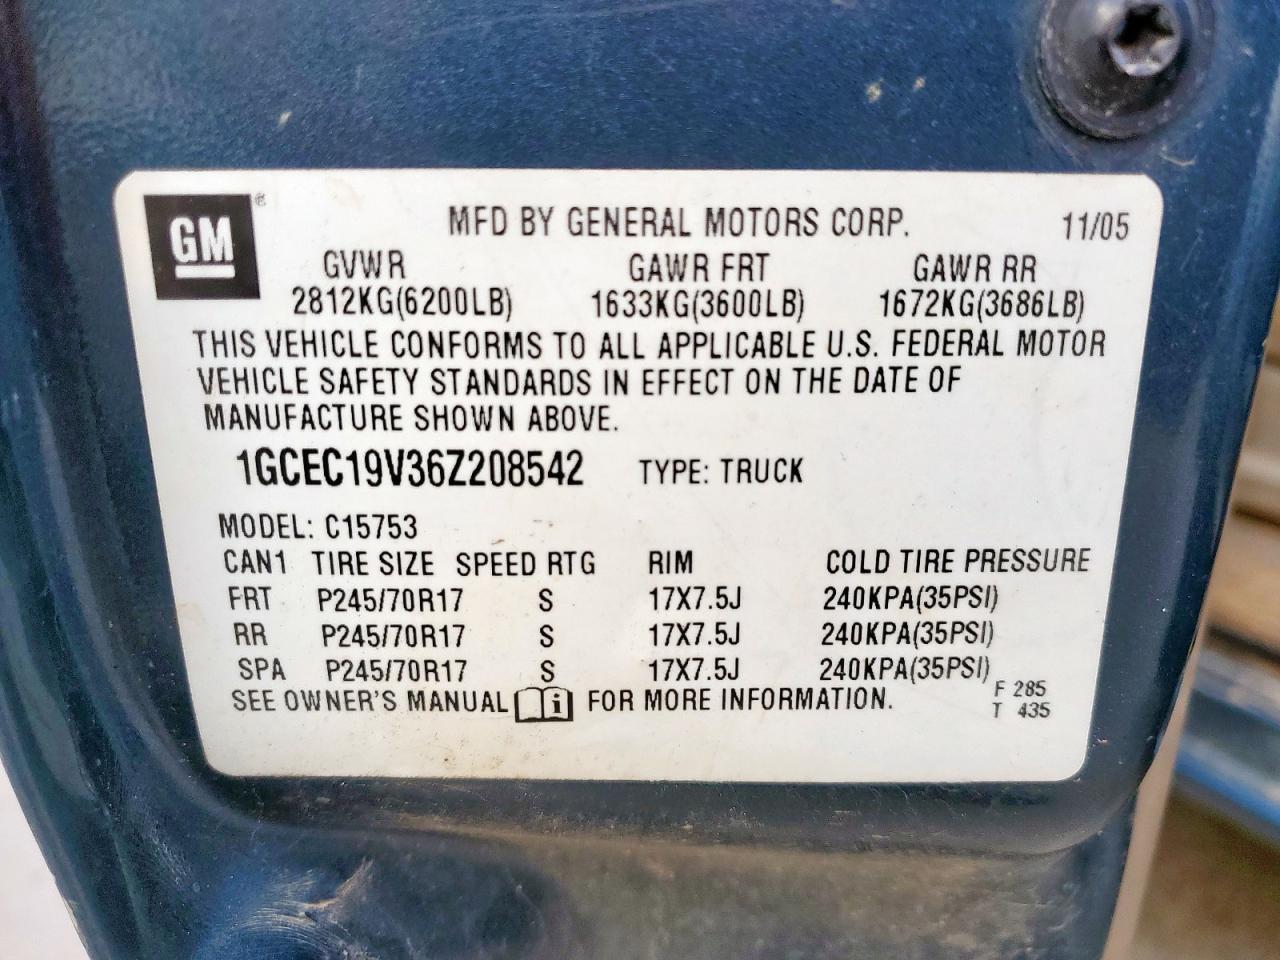 GM ®
MFD BY GENERAL MOTORS CORP. 11/05
GVWR GAWR FRT GAWR RR
2812KG(6200LB) 1633KG(3600LB) 1672KG(3686LB)
THIS VEHICLE CONFORMS TO ALL APPLICABLE U.S. FEDERAL MOTOR
VEHICLE SAFETY STANDARDS IN EFFECT ON THE DATE OF
MANUFACTURE SHOWN ABOVE.
1GCEC19V36Z208542 TYPE: TRUCK
MODEL: C15753
CAN1 TIRE SIZE SPEED RTG RIM COLD TIRE PRESSURE
FRT P245/70R17 S 17X7.5J 240KPA(35PSI)
RR P245/70R17 S 17X7.5J 240KPA(35PSI)
SPA P245/70R17 S 17X7.5J 240KPA(35PSI)
SEE OWNER'S MANUAL i FOR MORE INFORMATION.
F 285
T 435